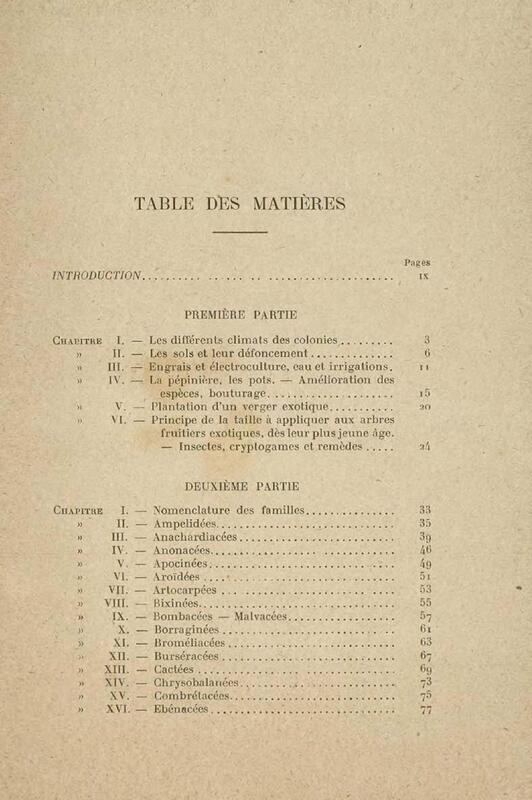 TABLE DES MATIÈRES
Pages
INTRODUCTION ix
PREMIÈRE PARTIE
Chapitre I. — Les différents climats des colonies 3
» II. — Les sols et leur défoncement 6
» III. — Engrais et électroculture, eau et irrigations. 11
» IV. — La pépinière, les pots. — Amélioration des
espèces, bouturage 15
» V. — Plantation d'un verger exotique 20
» VI. — Principe de la taille à appliquer aux arbres
fruitiers exotiques, dès leur plus jeune âge.
— Insectes, cryptogames et remèdes 24
DEUXIÈME PARTIE
Chapitre I. — Nomenclature des familles 33
» II. — Ampelidées 35
» III. — Anachardiacées 39
» IV. — Anonacées 46
» V. — Apocinées 49
» VI. — Aroïdées 51
» VII. — Artocarpées 53
» VIII. — Bixinées 55
» IX. — Bombacées — Malvacées 57
» X. — Borraginées 61
» XI. — Broméliacées 63
» XII. — Burséracées 67
» XIII. — Cactées 69
» XIV. — Chrysobalanées 73
» XV. — Combrétacées 75
» XVI. — Ebénacées 77